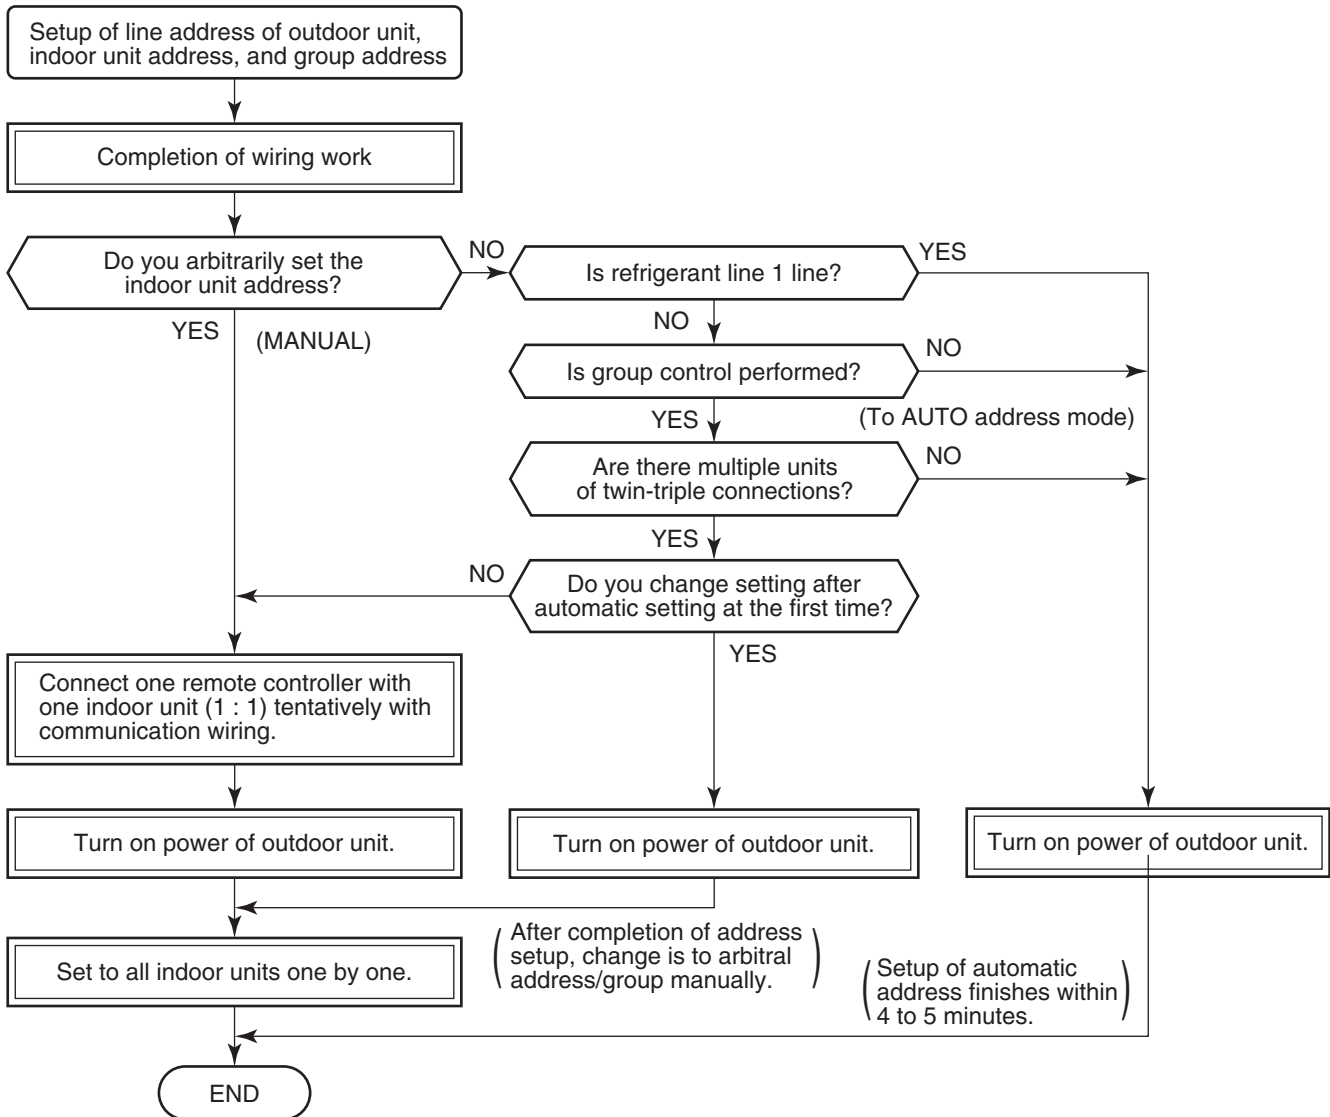 Setup of line address of outdoor unit,
indoor unit address, and group address
Completion of wiring work
Do you arbitrarily set the
indoor unit address?
NO
Is refrigerant line 1 line?
YES
YES
(MANUAL)
NO
Is group control performed?
NO
YES
(To AUTO address mode)
Are there multiple units
of twin-triple connections?
NO
YES
Do you change setting after
automatic setting at the first time?
NO
YES
Connect one remote controller with
one indoor unit (1 : 1) tentatively with
communication wiring.
Turn on power of outdoor unit.
Turn on power of outdoor unit.
Turn on power of outdoor unit.
(After completion of address
setup, change is to arbitral
address/group manually.)
Set to all indoor units one by one.
(Setup of automatic
address finishes within
4 to 5 minutes.)
END